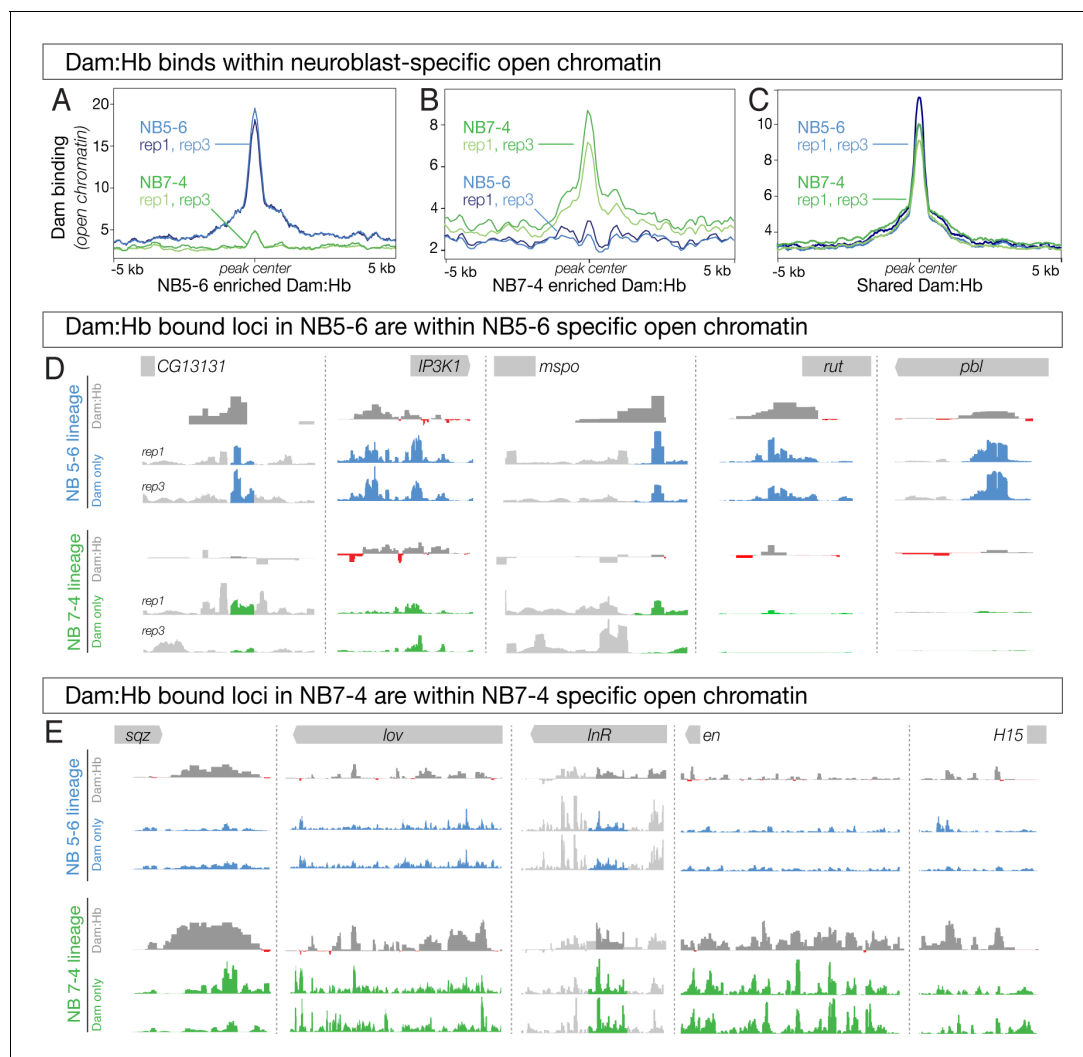 Dam:Hb binds within neuroblast-specific open chromatin
A
B
C
Dam binding
(open chromatin)
20
15
10
5
NB5-6
rep1, rep3
NB7-4
rep1, rep3
-5 kb
peak center
5 kb
NB5-6 enriched Dam:Hb
8
6
4
2
NB7-4
rep1, rep3
NB5-6
rep1, rep3
-5 kb
peak center
5 kb
NB7-4 enriched Dam:Hb
10
8
6
4
NB5-6
rep1, rep3
NB7-4
rep1, rep3
-5 kb
peak center
5 kb
Shared Dam:Hb
Dam:Hb bound loci in NB5-6 are within NB5-6 specific open chromatin
D
CG13131
IP3K1
mspo
rut
pbl
NB 5-6 lineage
Dam:Hb
Dam only
rep1
rep3
NB 7-4 lineage
Dam:Hb
Dam only
rep1
rep3
Dam:Hb bound loci in NB7-4 are within NB7-4 specific open chromatin
E
sqz
lov
InR
en
H15
NB 5-6 lineage
Dam:Hb
Dam only
NB 7-4 lineage
Dam:Hb
Dam only